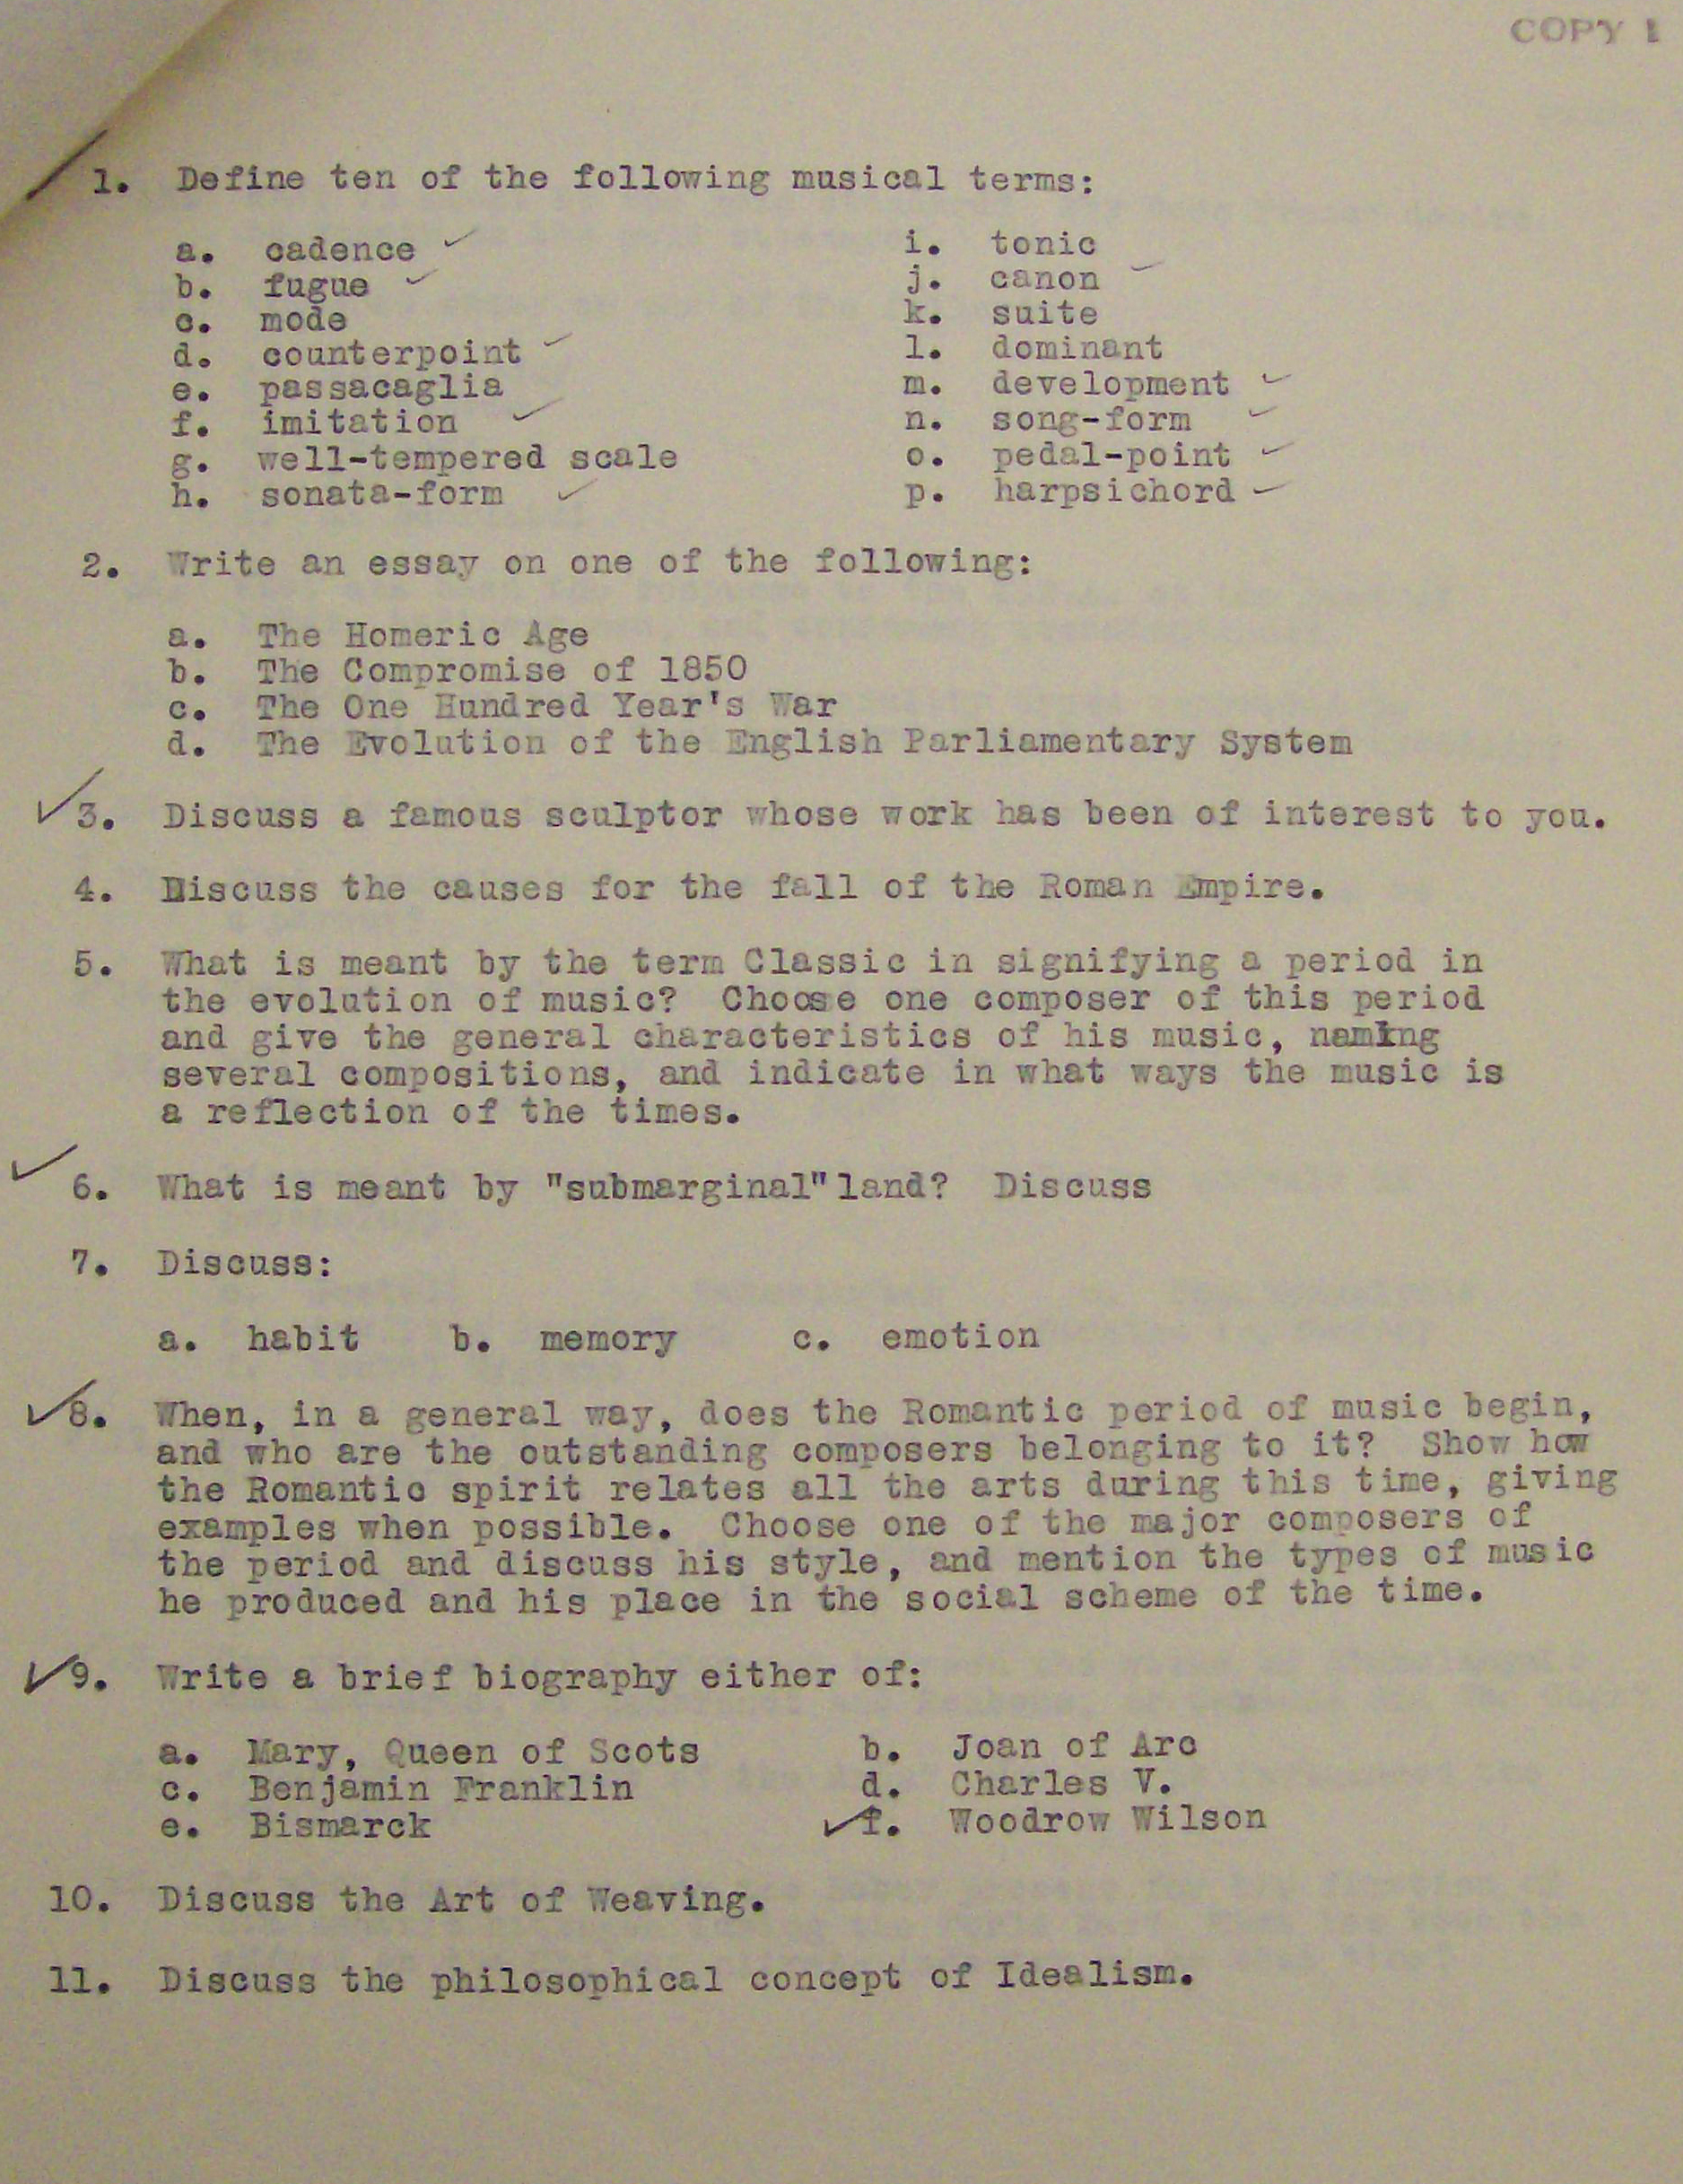 COPY 1
1. Define ten of the following musical terms:
a. cadence ✓
b. fugue ✓
c. mode
d. counterpoint ✓
e. passacaglia
f. imitation ✓
g. well-tempered scale
h. sonata-form ✓
i. tonic
j. canon ✓
k. suite
l. dominant
m. development ✓
n. song-form ✓
o. pedal-point ✓
p. harpsichord ✓
2. Write an essay on one of the following:
a. The Homeric Age
b. The Compromise of 1850
c. The One Hundred Year's War
d. The Evolution of the English Parliamentary System
✓ 3. Discuss a famous sculptor whose work has been of interest to you.
4. Discuss the causes for the fall of the Roman Empire.
5. What is meant by the term Classic in signifying a period in
the evolution of music? Choose one composer of this period
and give the general characteristics of his music, naming
several compositions, and indicate in what ways the music is
a reflection of the times.
✓ 6. What is meant by "submarginal" land? Discuss
7. Discuss:
a. habit b. memory c. emotion
✓ 8. When, in a general way, does the Romantic period of music begin,
and who are the outstanding composers belonging to it? Show how
the Romantic spirit relates all the arts during this time, giving
examples when possible. Choose one of the major composers of
the period and discuss his style, and mention the types of music
he produced and his place in the social scheme of the time.
✓ 9. Write a brief biography either of:
a. Mary, Queen of Scots b. Joan of Arc
c. Benjamin Franklin d. Charles V.
e. Bismarck ✓ f. Woodrow Wilson
10. Discuss the Art of Weaving.
11. Discuss the philosophical concept of Idealism.